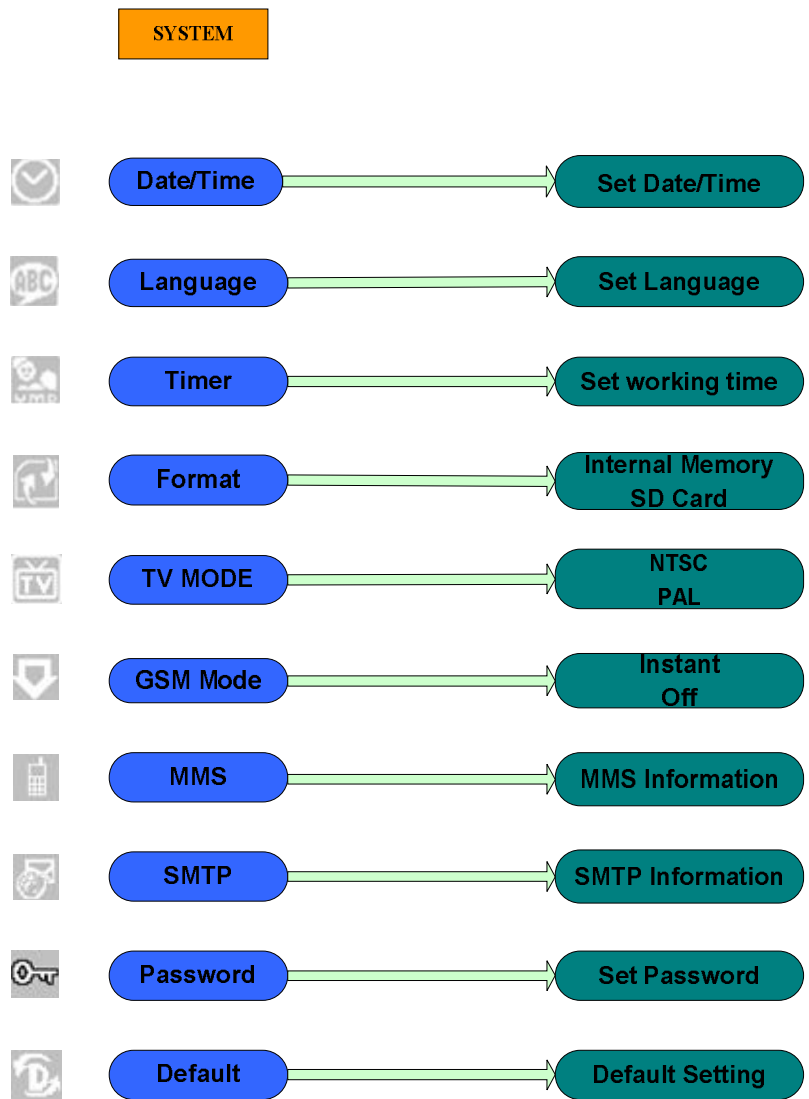 SYSTEM
Date/Time
Set Date/Time
ABC
Language
Set Language
Timer
Set working time
Format
Internal Memory
SD Card
TV
TV MODE
NTSC
PAL
GSM Mode
Instant
Off
MMS
MMS Information
SMTP
SMTP Information
Password
Set Password
D
Default
Default Setting